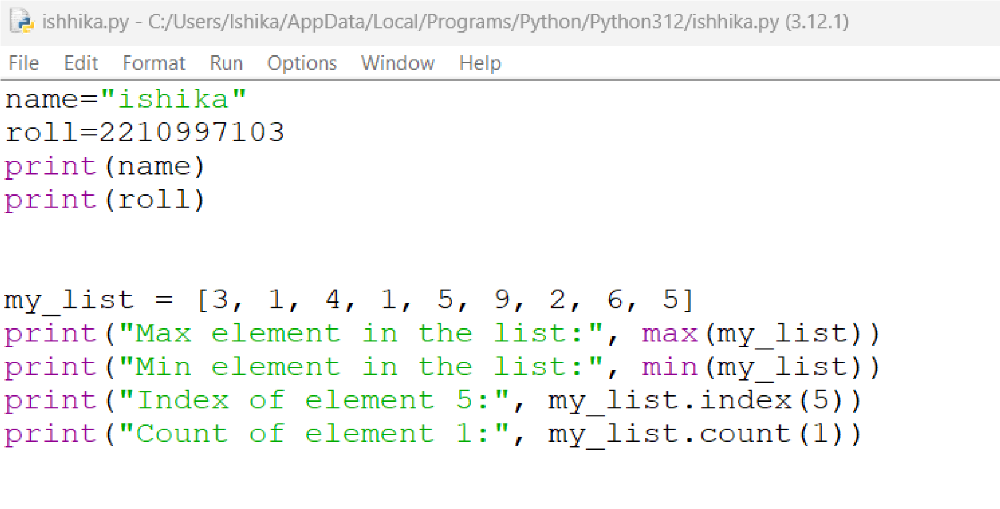 ishhika.py - C:/Users/Ishika/AppData/Local/Programs/Python/Python312/ishhika.py (3.12.1)
File Edit Format Run Options Window Help
name="ishika"
roll=2210997103
print(name)
print(roll)
my_list = [3, 1, 4, 1, 5, 9, 2, 6, 5]
print("Max element in the list:", max(my_list))
print("Min element in the list:", min(my_list))
print("Index of element 5:", my_list.index(5))
print("Count of element 1:", my_list.count(1))